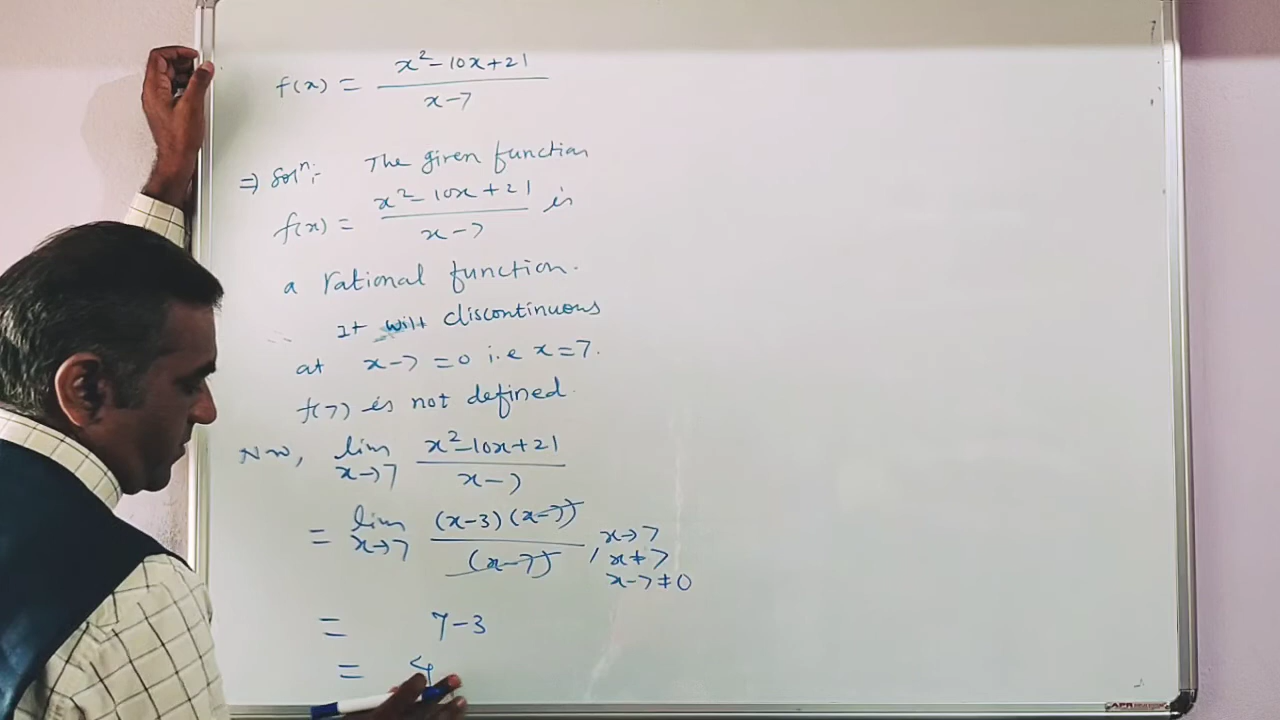 f(x) = x²-10x+21 / x-7
⇒ Solⁿ:- The given function
f(x) = x²-10x+21 / x-7 is
a rational function.
It will discontinuous
at x-7=0 i.e x=7.
f(7) is not defined.
Now, lim x→7 x²-10x+21 / x-7
= lim x→7 (x-3)(x-7) / (x-7) , x→7
x≠7
x-7≠0
= 7-3
= 4